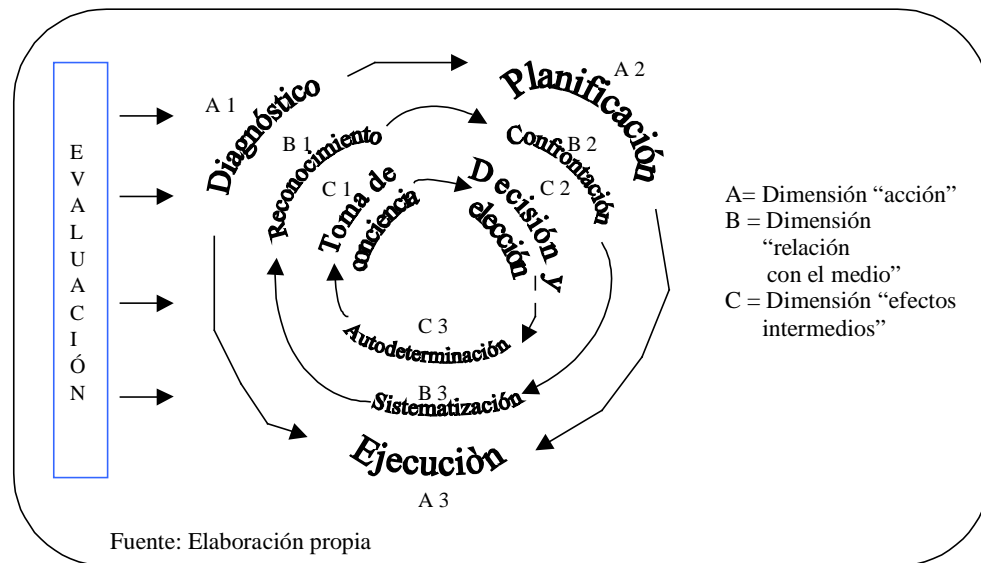 EVALUACIÓN
A 1
Diagnóstico
A 2
Planificación
B 1
Reconocimiento
B 2
Confrontación
C 1
Toma de
conciencia
C 2
Decisión y
elección
C 3
Autodeterminación
B 3
Sistematización
Ejecuciòn
A 3
A= Dimensión “acción”
B = Dimensión
“relación
con el medio”
C = Dimensión “efectos
intermedios”
Fuente: Elaboración propia